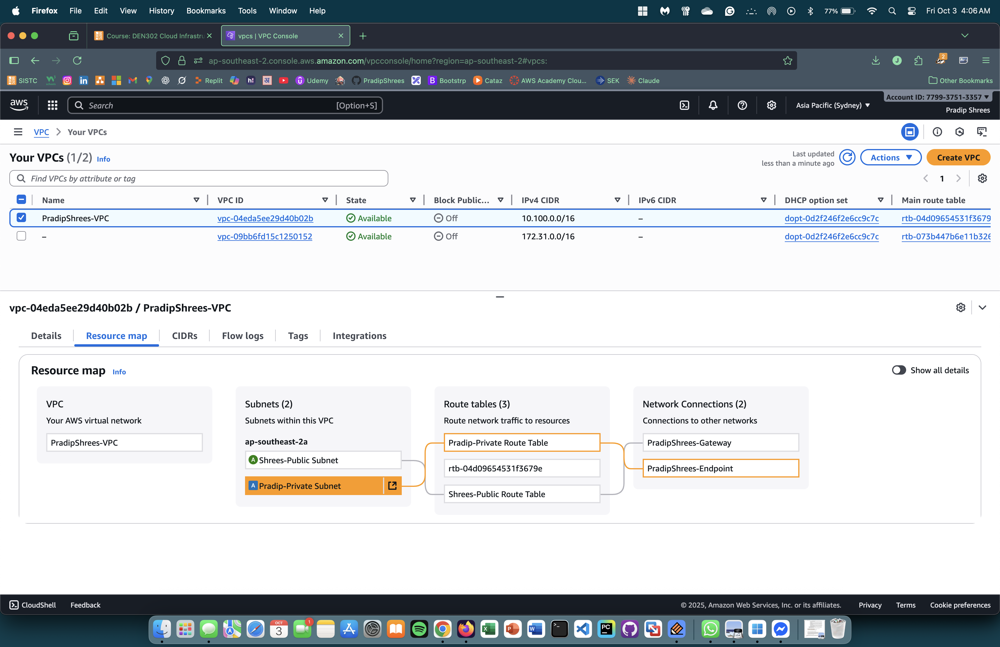 Firefox File Edit View History Bookmarks Tools Window Help 77% Fri Oct 3 4:06 AM
Course: DEN302 Cloud Infrastru vpcs | VPC Console
ap-southeast-2.console.aws.amazon.com/vpcconsole/home?region=ap-southeast-2#vpcs: 2
SISTC Replit Udemy PradipShrees Bootstrp Cataz AWS Academy Clou... SEK Claude Other Bookmarks
aws Search [Option+S] Asia Pacific (Sydney) Account ID: 7799-3751-3357
Pradip Shrees
VPC Your VPCs
Your VPCs (1/2) Info Last updated less than a minute ago Actions Create VPC
Find VPCs by attribute or tag 1
Name VPC ID State Block Public... IPv4 CIDR IPv6 CIDR DHCP option set Main route table
PradipShrees-VPC vpc-04eda5ee29d40b02b Available Off 10.100.0.0/16 – dopt-0d2f246f2e6cc9c7c rtb-04d09654531f3679
– vpc-09bb6fd15c1250152 Available Off 172.31.0.0/16 – dopt-0d2f246f2e6cc9c7c rtb-073b447b6e11b326
vpc-04eda5ee29d40b02b / PradipShrees-VPC
Details Resource map CIDRs Flow logs Tags Integrations
Resource map Info Show all details
VPC
Your AWS virtual network
PradipShrees-VPC
Subnets (2)
Subnets within this VPC
ap-southeast-2a
A Shrees-Public Subnet
A Pradip-Private Subnet
Route tables (3)
Route network traffic to resources
Pradip-Private Route Table
rtb-04d09654531f3679e
Shrees-Public Route Table
Network Connections (2)
Connections to other networks
PradipShrees-Gateway
PradipShrees-Endpoint
CloudShell Feedback © 2025, Amazon Web Services, Inc. or its affiliates. Privacy Terms Cookie preferences
OCT 3 1 PC